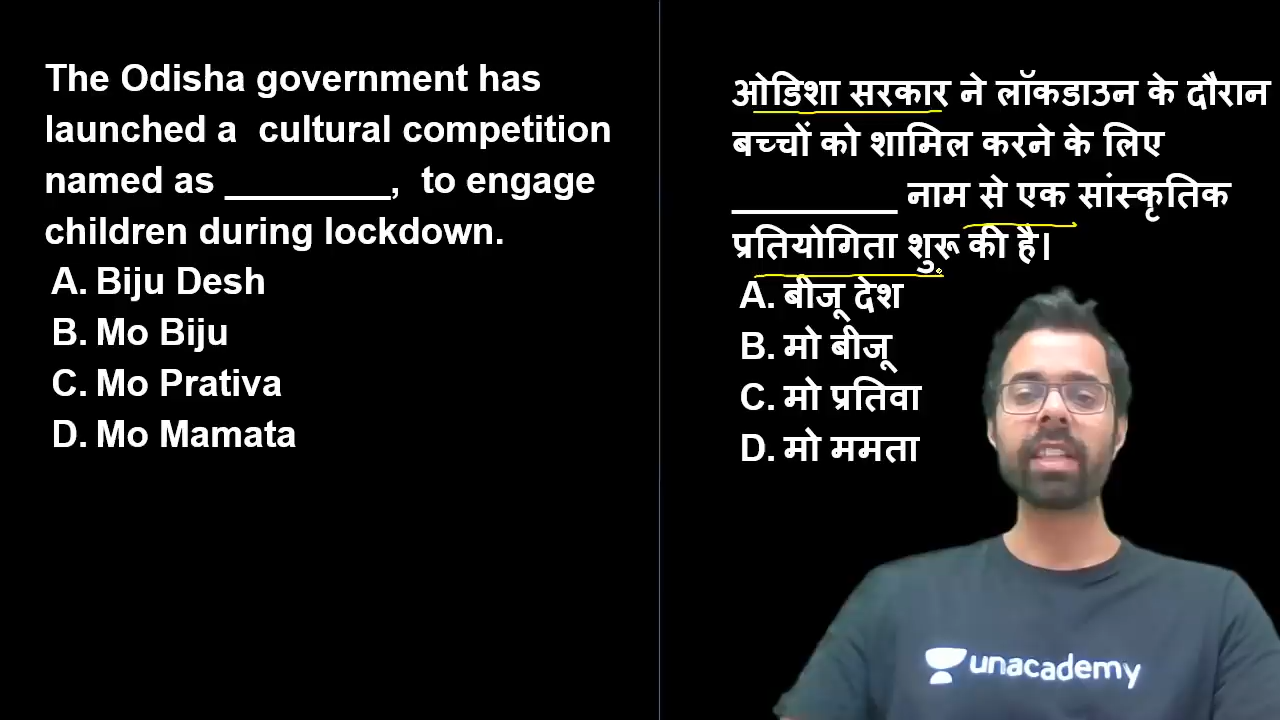 The Odisha government has
launched a cultural competition
named as ________, to engage
children during lockdown.
A. Biju Desh
B. Mo Biju
C. Mo Prativa
D. Mo Mamata
ओडिशा सरकार ने लॉकडाउन के दौरान
बच्चों को शामिल करने के लिए
________ नाम से एक सांस्कृतिक
प्रतियोगिता शुरू की है।
A. बीजू देश
B. मो बीजू
C. मो प्रतिवा
D. मो ममता
unacademy